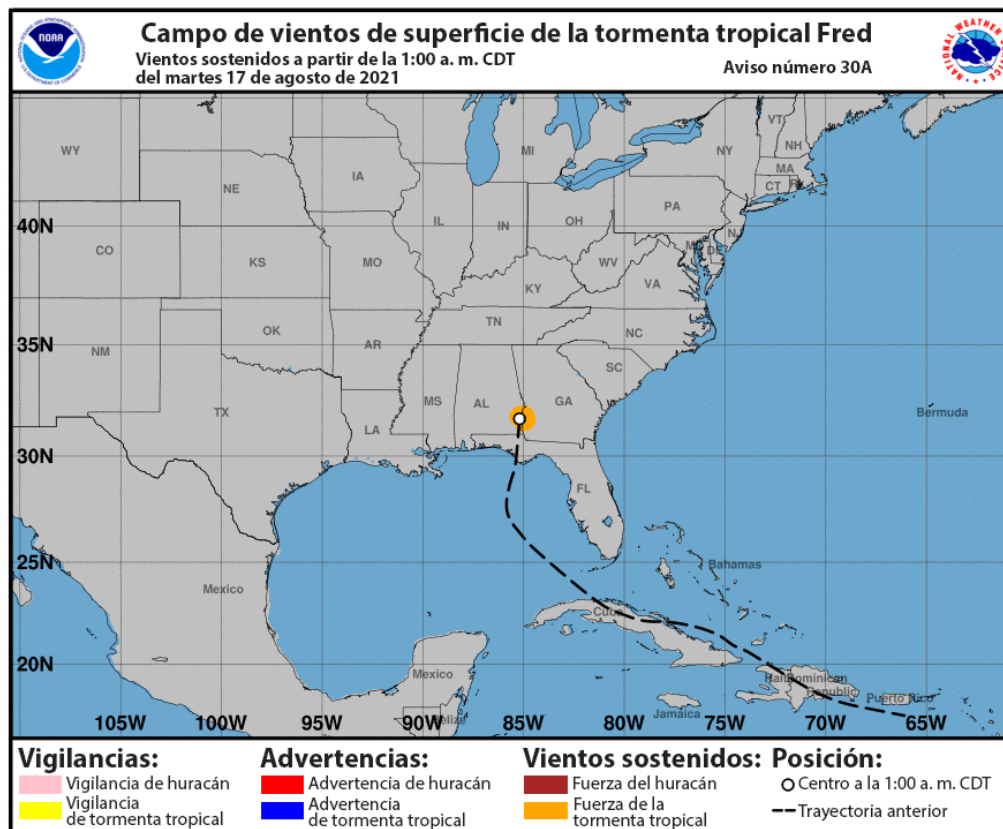 Campo de vientos de superficie de la tormenta tropical Fred
Vientos sostenidos a partir de la 1:00 a. m. CDT
del martes 17 de agosto de 2021
Aviso número 30A
NOAA
WY
NE
IA
MI
NY
VT
NH
MA
CT
R
CO
KS
MO
IL
IN
OH
PA
NJ
M
DE
WV
VA
KY
NM
OK
AR
TN
NC
SC
TX
LA
MS
AL
GA
FL
Bermuda
Bahamas
Mexico
Cuba
Mexico
Belize
Jamaica
Haiti
Dominican
Republic
Puerto Rico
40N
35N
30N
25N
20N
105W
100W
95W
90W
85W
80W
75W
70W
65W
Vigilancias:
Vigilancia de huracán
Vigilancia
de tormenta tropical
Advertencias:
Advertencia de huracán
Advertencia
de tormenta tropical
Vientos sostenidos:
Fuerza del huracán
Fuerza de la
tormenta tropical
Posición:
Centro a la 1:00 a. m. CDT
Trayectoria anterior